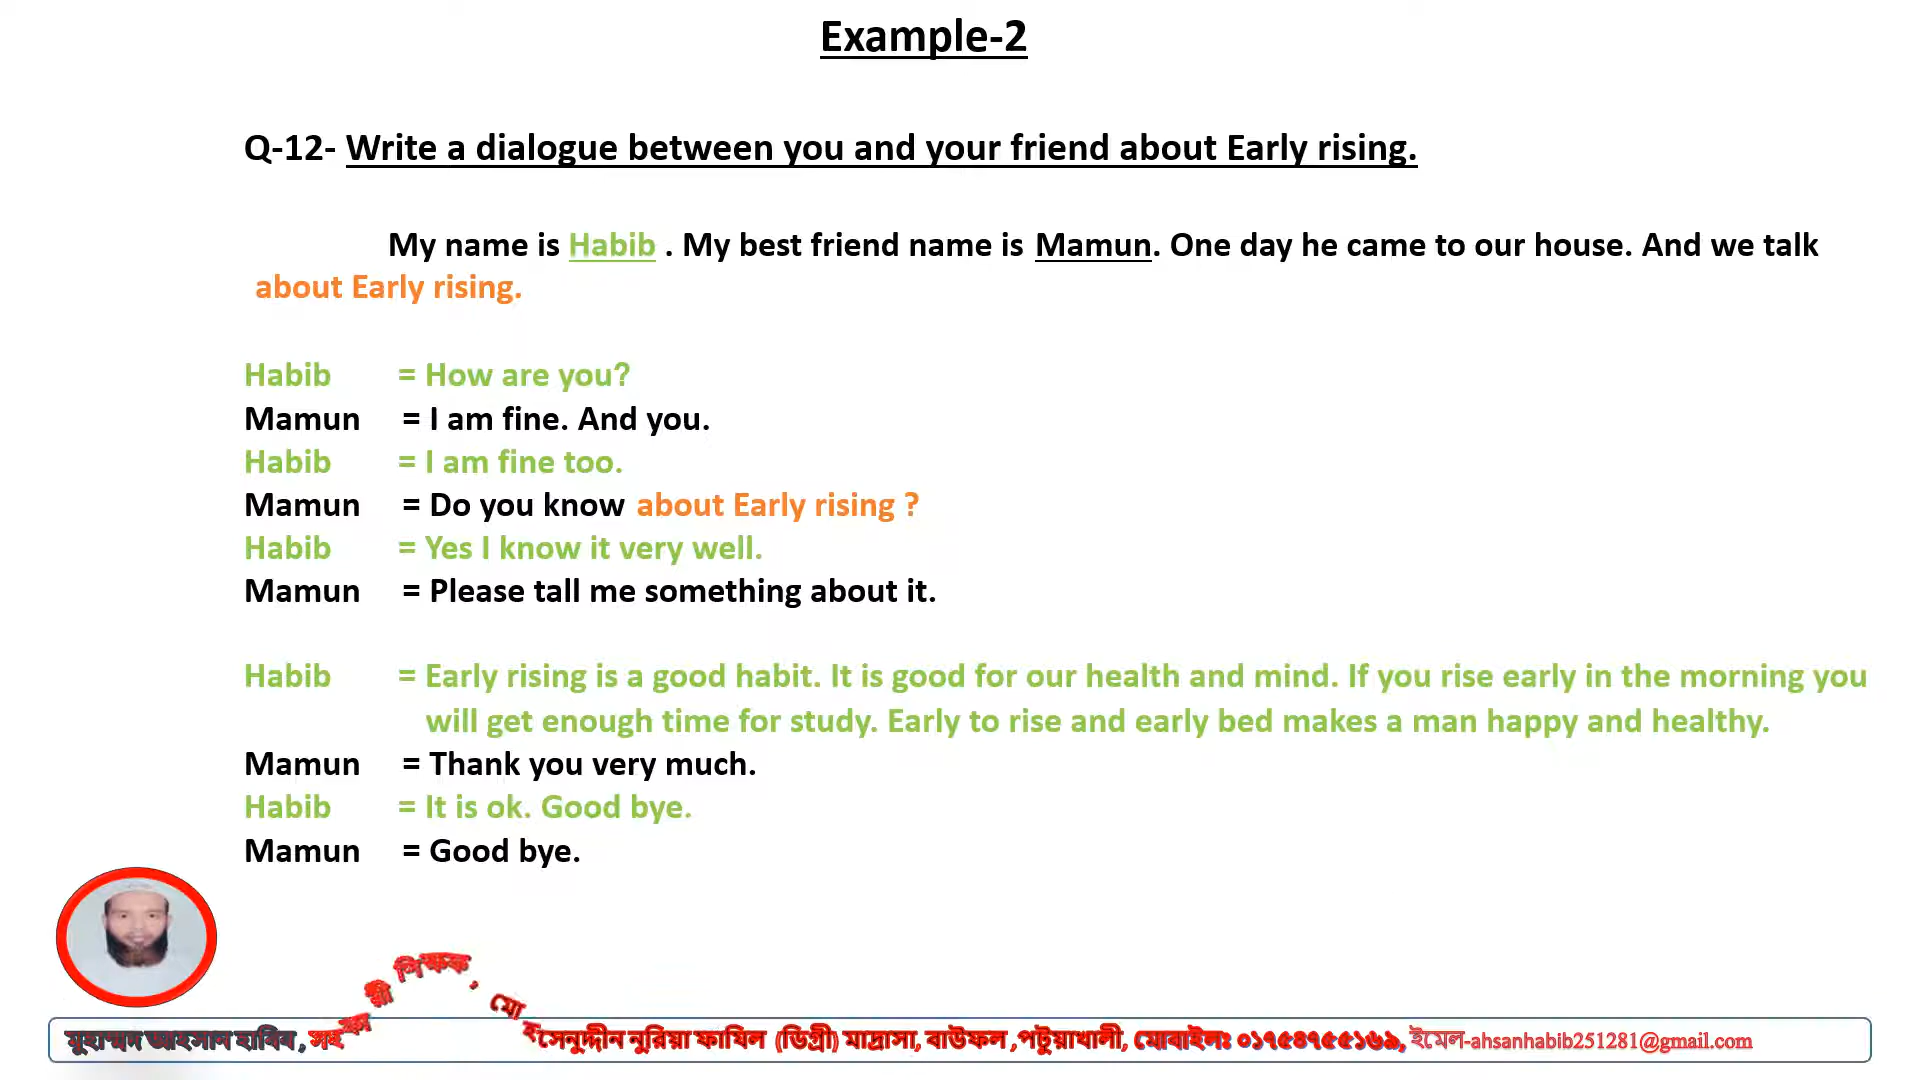 Example-2
Q-12- Write a dialogue between you and your friend about Early rising.
My name is Habib . My best friend name is Mamun. One day he came to our house. And we talk
about Early rising.
Habib = How are you?
Mamun = I am fine. And you.
Habib = I am fine too.
Mamun = Do you know about Early rising ?
Habib = Yes I know it very well.
Mamun = Please tall me something about it.
Habib = Early rising is a good habit. It is good for our health and mind. If you rise early in the morning you
will get enough time for study. Early to rise and early bed makes a man happy and healthy.
Mamun = Thank you very much.
Habib = It is ok. Good bye.
Mamun = Good bye.
মুহাম্মদ আহসান হাবিব , সহকারী শিক্ষক , মোহসেনুদ্দীন নুরিয়া ফাযিল (ডিগ্রী) মাদ্রাসা, বাউফল ,পটুয়াখালী, মোবাইলঃ ০১৭৫৪৭৫৫১৬৯, ইমেল-ahsanhabib251281@gmail.com